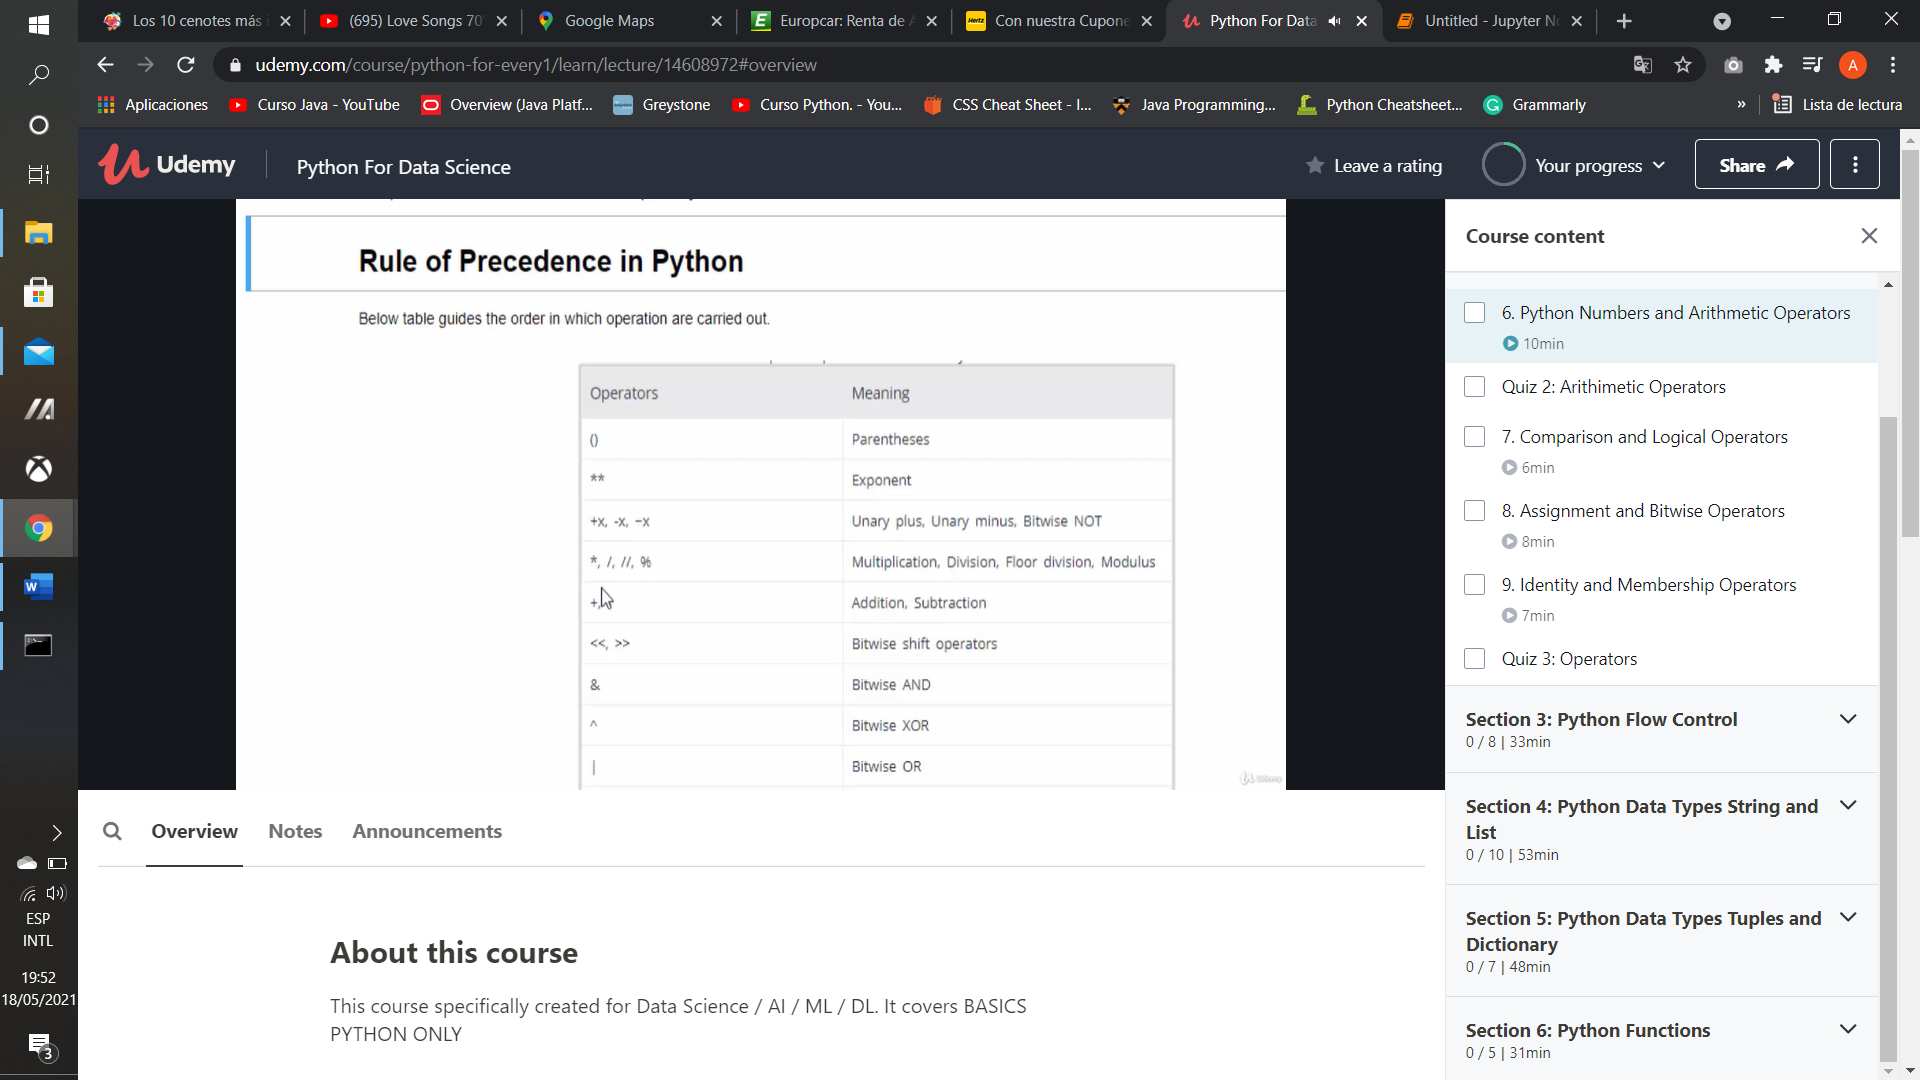 Los 10 cenotes más
(695) Love Songs 70
Google Maps
Europcar: Renta de
Con nuestra Cupone
Python For Data
Untitled - Jupyter No
udemy.com/course/python-for-every1/learn/lecture/14608972#overview
A
Aplicaciones
Curso Java - YouTube
Overview (Java Platf...
Greystone
Curso Python. - You...
CSS Cheat Sheet - I...
Java Programming...
Python Cheatsheet...
Grammarly
»
Lista de lectura
Udemy
Python For Data Science
Leave a rating
Your progress
Share
Rule of Precedence in Python
Below table guides the order in which operation are carried out.
Operators Meaning
() Parentheses
** Exponent
+x, -x, ~x Unary plus, Unary minus, Bitwise NOT
*, /, //, % Multiplication, Division, Floor division, Modulus
+, Addition, Subtraction
<<, >> Bitwise shift operators
& Bitwise AND
^ Bitwise XOR
| Bitwise OR
Udemy
Course content
6. Python Numbers and Arithmetic Operators
10min
Quiz 2: Arithimetic Operators
7. Comparison and Logical Operators
6min
8. Assignment and Bitwise Operators
8min
9. Identity and Membership Operators
7min
Quiz 3: Operators
Section 3: Python Flow Control
0 / 8 | 33min
Section 4: Python Data Types String and
List
0 / 10 | 53min
Section 5: Python Data Types Tuples and
Dictionary
0 / 7 | 48min
Section 6: Python Functions
0 / 5 | 31min
Overview
Notes
Announcements
About this course
This course specifically created for Data Science / AI / ML / DL. It covers BASICS
PYTHON ONLY
ESP
INTL
19:52
18/05/2021
3